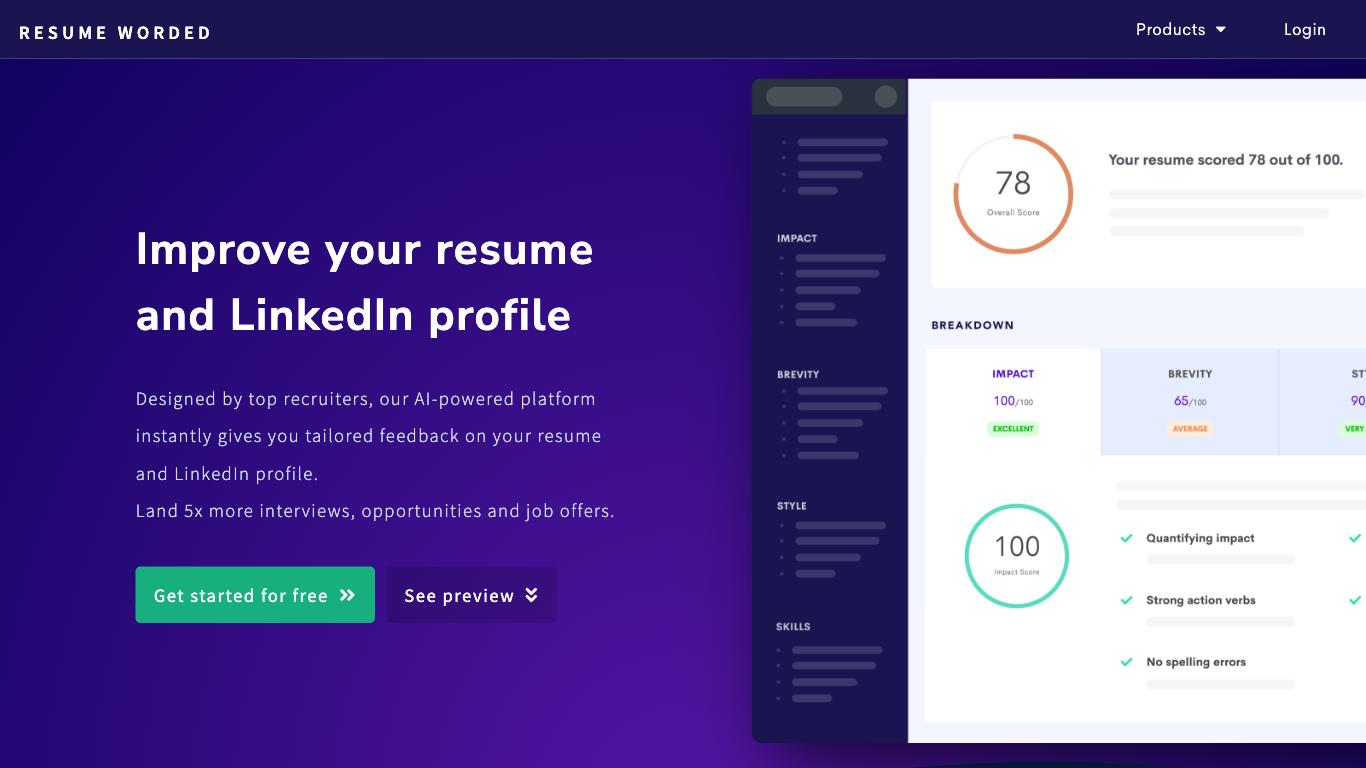 RESUME WORDED
Products
Login
Improve your resume
and LinkedIn profile
Designed by top recruiters, our AI-powered platform
instantly gives you tailored feedback on your resume
and LinkedIn profile.
Land 5x more interviews, opportunities and job offers.
Get started for free
See preview
IMPACT
BREVITY
STYLE
SKILLS
78
Overall Score
Your resume scored 78 out of 100.
BREAKDOWN
IMPACT
100/100
EXCELLENT
BREVITY
65/100
AVERAGE
ST
90
VERY
100
Impact Score
Quantifying impact
Strong action verbs
No spelling errors